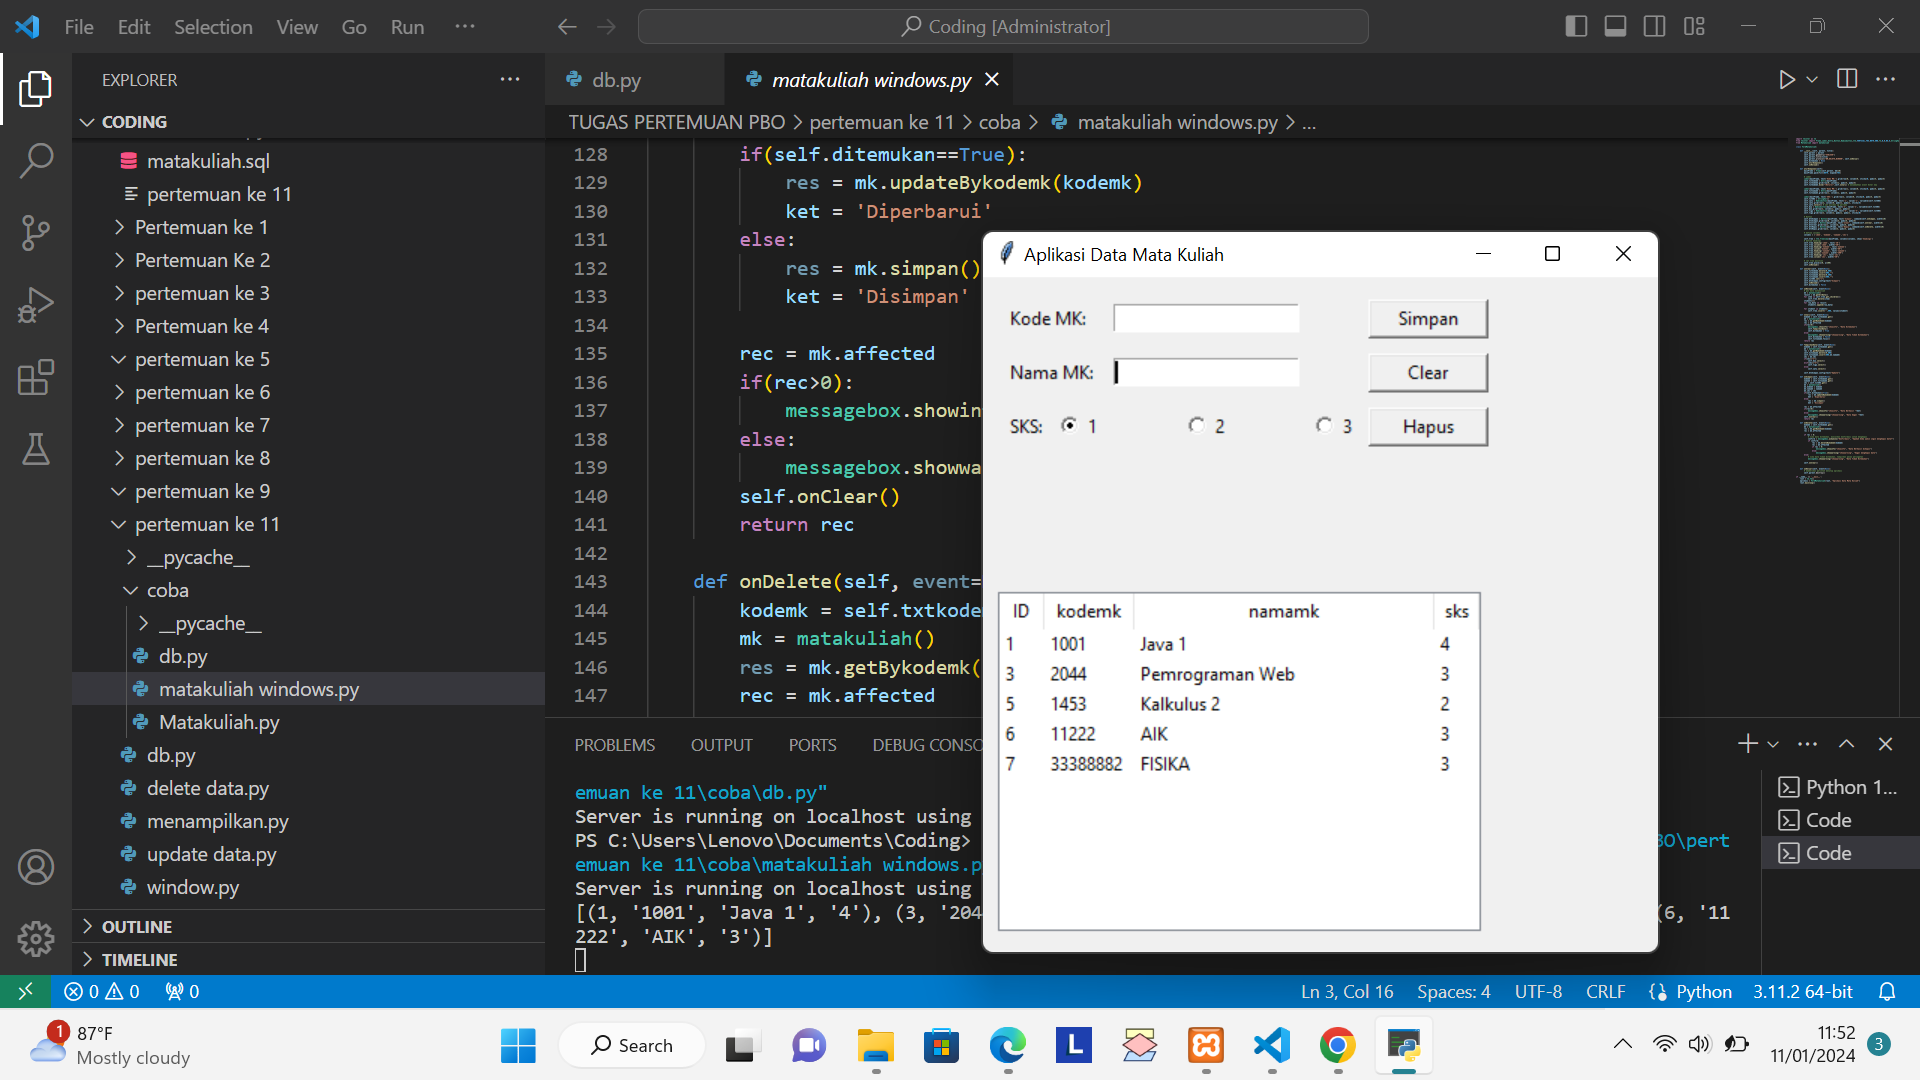 File Edit Selection View Go Run ···
Coding [Administrator]
EXPLORER
CODING
matakuliah.sql
pertemuan ke 11
Pertemuan ke 1
Pertemuan Ke 2
pertemuan ke 3
Pertemuan ke 4
pertemuan ke 5
pertemuan ke 6
pertemuan ke 7
pertemuan ke 8
pertemuan ke 9
pertemuan ke 11
__pycache__
coba
__pycache__
db.py
matakuliah windows.py
Matakuliah.py
db.py
delete data.py
menampilkan.py
update data.py
window.py
OUTLINE
TIMELINE
db.py
matakuliah windows.py
TUGAS PERTEMUAN PBO > pertemuan ke 11 > coba > matakuliah windows.py > ...
128 if(self.ditemukan==True):
129 res = mk.updateBykodemk(kodemk)
130 ket = 'Diperbarui'
131 else:
132 res = mk.simpan()
133 ket = 'Disimpan'
134
135 rec = mk.affected
136 if(rec>0):
137 messagebox.showin
138 else:
139 messagebox.showwa
140 self.onClear()
141 return rec
142
143 def onDelete(self, event=
144 kodemk = self.txtkode
145 mk = matakuliah()
146 res = mk.getBykodemk(
147 rec = mk.affected
PROBLEMS OUTPUT PORTS DEBUG CONSO
emuan ke 11\coba\db.py"
Server is running on localhost using
PS C:\Users\Lenovo\Documents\Coding> BO\pert
emuan ke 11\coba\matakuliah windows.p
Server is running on localhost using
[(1, '1001', 'Java 1', '4'), (3, '204 (6, '11
222', 'AIK', '3')]
Python 1...
Code
Code
Aplikasi Data Mata Kuliah
Kode MK: Simpan
Nama MK: Clear
SKS: 1 2 3 Hapus
ID kodemk namamk sks
1 1001 Java 1 4
3 2044 Pemrograman Web 3
5 1453 Kalkulus 2 2
6 11222 AIK 3
7 33388882 FISIKA 3
0 0 0
Ln 3, Col 16 Spaces: 4 UTF-8 CRLF Python 3.11.2 64-bit
1
87°F
Mostly cloudy
Search
L
11:52
11/01/2024
3